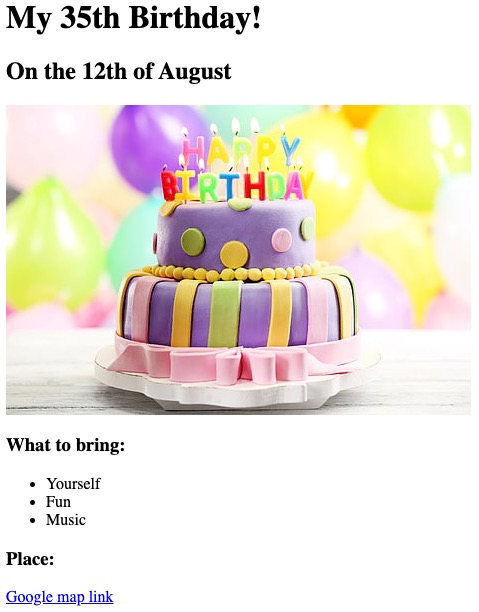 My 35th Birthday!
On the 12th of August
HAPPY
BIRTHDAY
What to bring:
Yourself
Fun
Music
Place:
Google map link